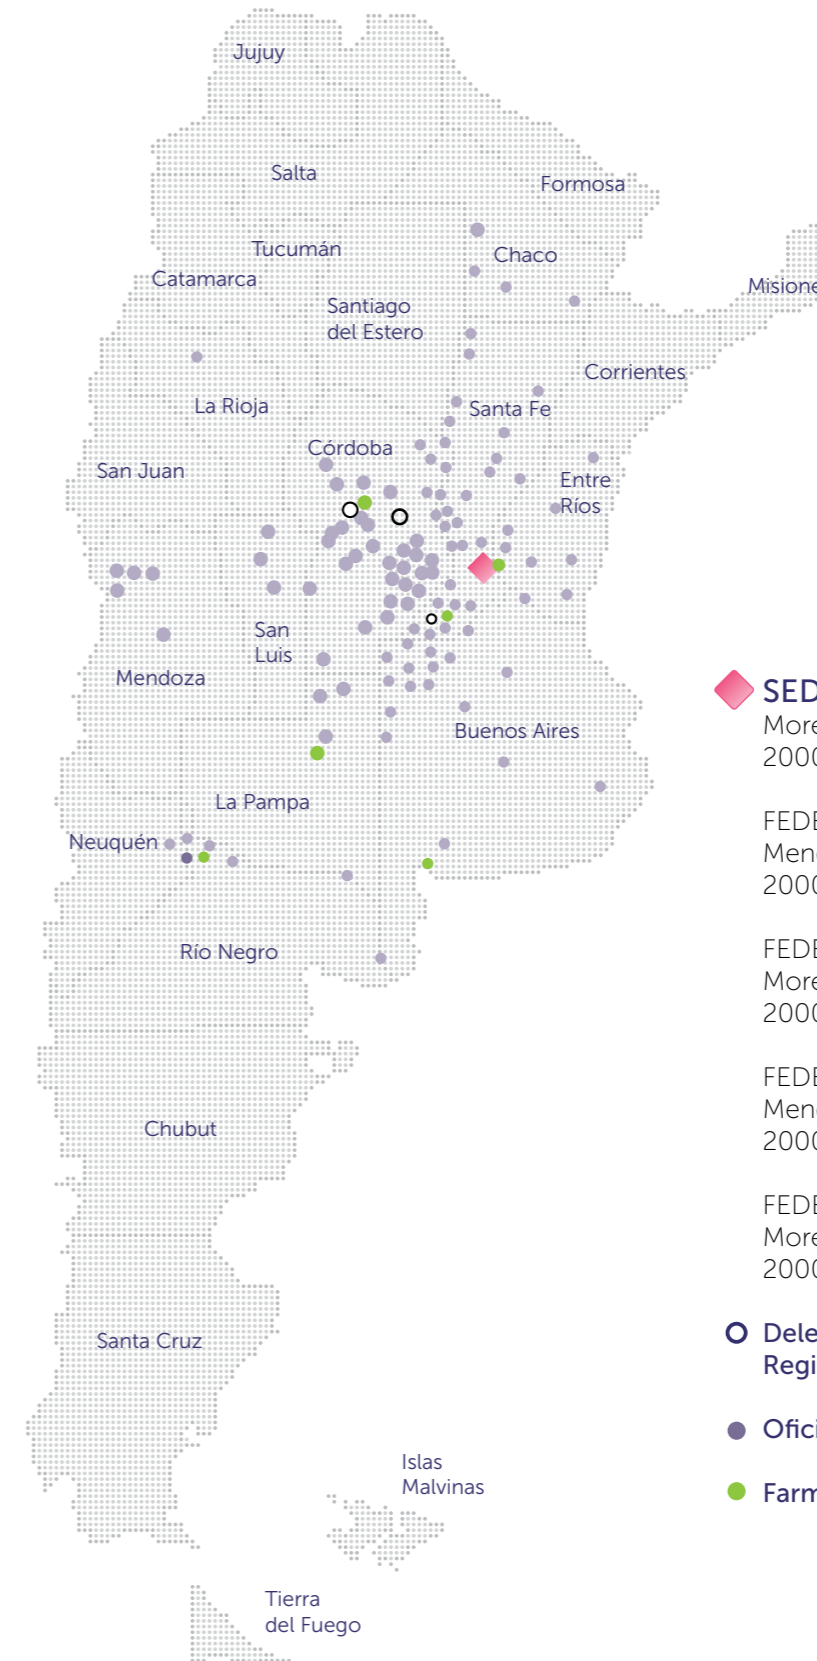 Jujuy
Salta
Formosa
Tucumán
Chaco
Catamarca
Misione
Santiago
del Estero
Corrientes
La Rioja
Santa Fe
Córdoba
San Juan
Entre
Ríos
San
Luis
Mendoza
Buenos Aires
La Pampa
Neuquén
Río Negro
Chubut
Santa Cruz
Islas
Malvinas
Tierra
del Fuego
SED
More
2000
FEDE
Mend
2000
FEDE
More
2000
FEDE
Mend
2000
FEDE
More
2000
Dele
Regi
Ofici
Farm